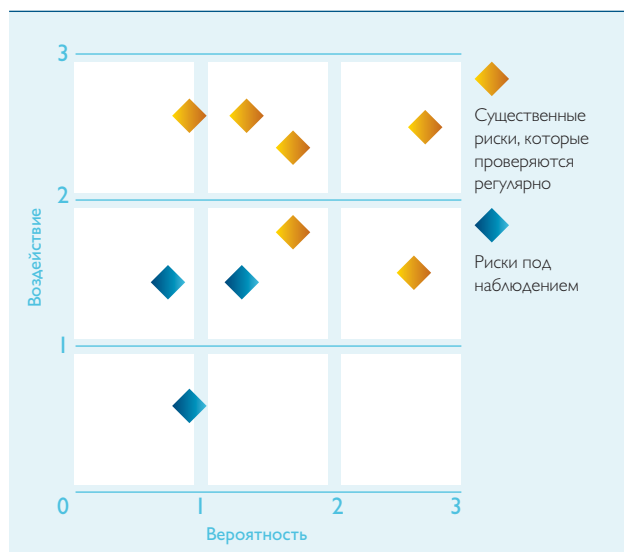 3
2
1
0
1
2
3
Воздействие
Вероятность
Существенные
риски, которые
проверяются
регулярно
Риски под
наблюдением